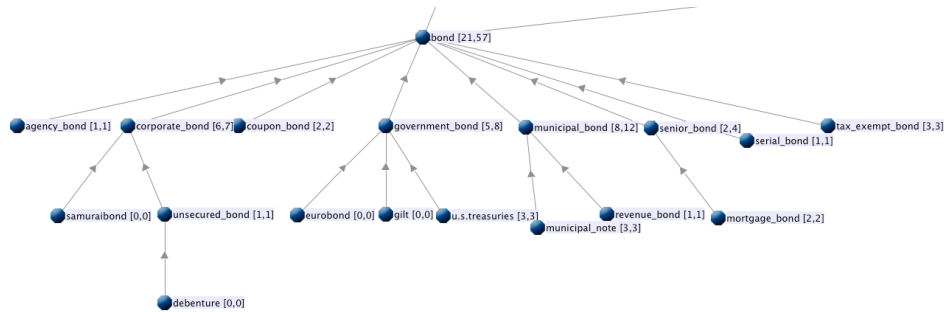 bond [21,57]
agency_bond [1,1]
corporate_bond [6,7]
coupon_bond [2,2]
government_bond [5,8]
municipal_bond [8,12]
senior_bond [2,4]
tax_exempt_bond [3,3]
serial_bond [1,1]
samuraibond [0,0]
unsecured_bond [1,1]
eurobond [0,0]
gilt [0,0]
u.s.treasuries [3,3]
revenue_bond [1,1]
mortgage_bond [2,2]
municipal_note [3,3]
debenture [0,0]